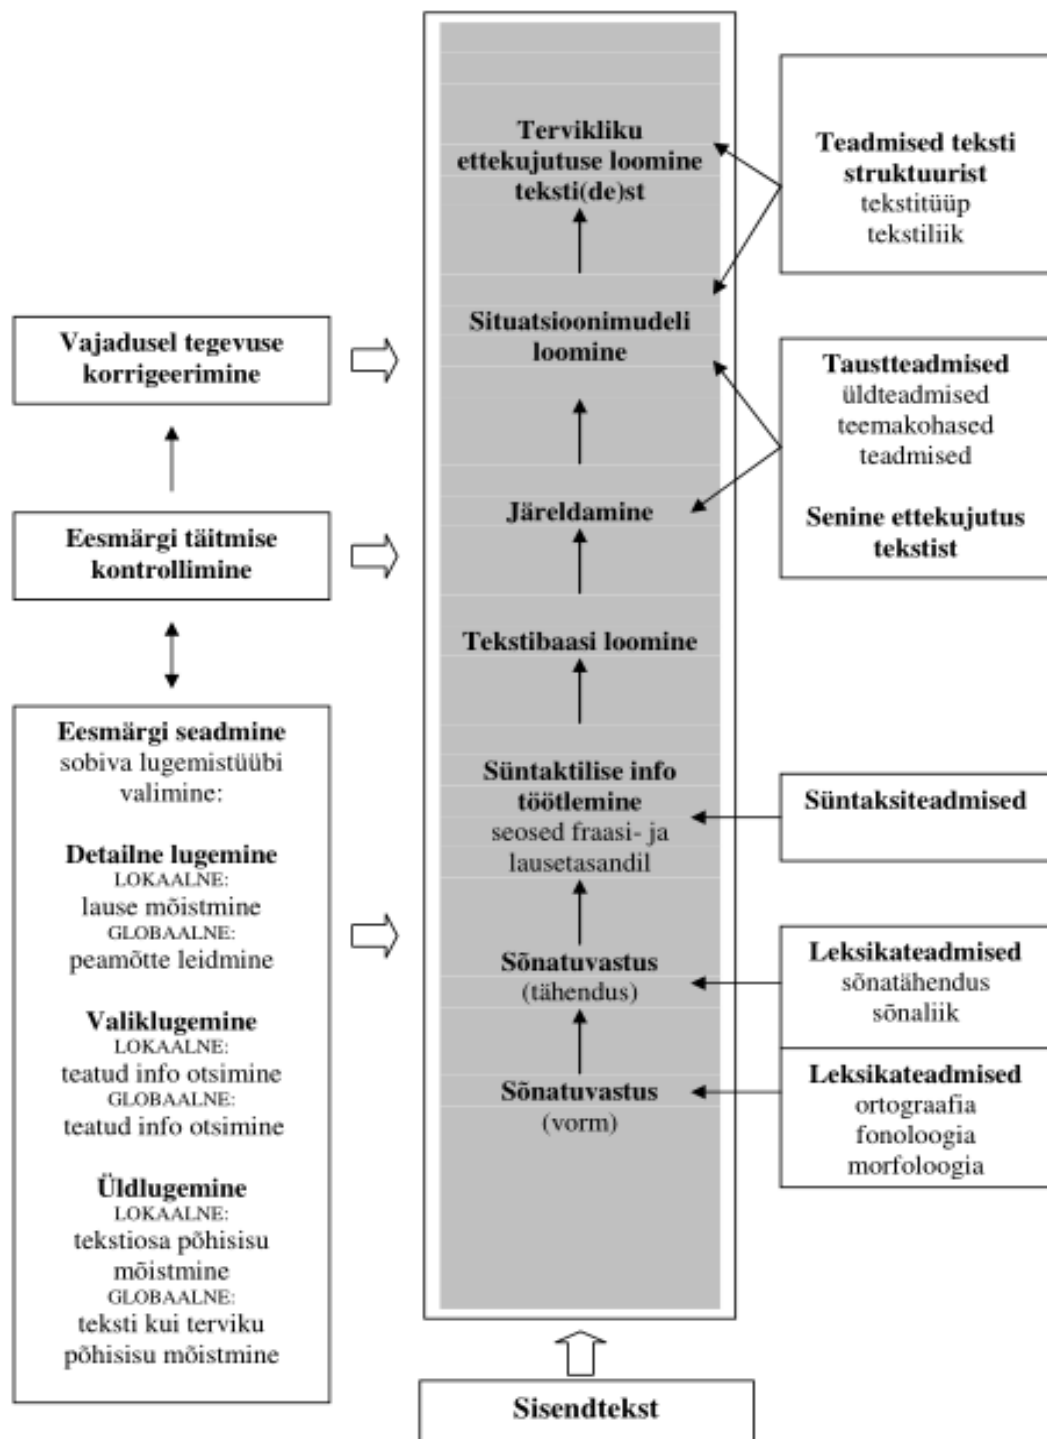 Vajadusel tegevuse
korrigeerimine
Eesmärgi täitmise
kontrollimine
Eesmärgi seadmine
sobiva lugemistüübi
valimine:
Detailne lugemine
LOKAALNE:
lause mõistmine
GLOBAALNE:
peamõtte leidmine
Valiklugemine
LOKAALNE:
teatud info otsimine
GLOBAALNE:
teatud info otsimine
Üldlugemine
LOKAALNE:
tekstiosa põhisisu
mõistmine
GLOBAALNE:
teksti kui terviku
põhisisu mõistmine
Tervikliku
ettekujutuse loomine
teksti(de)st
Situatsioonimudeli
loomine
Järeldamine
Tekstibaasi loomine
Süntaktilise info
töötlemine
seosed fraasi- ja
lausetasandil
Sõnatuvastus
(tähendus)
Sõnatuvastus
(vorm)
Sisendtekst
Teadmised teksti
struktuurist
tekstitüüp
tekstiliik
Taustteadmised
üldteadmised
teemakohased
teadmised
Senine ettekujutus
tekstist
Süntaksiteadmised
Leksikateadmised
sõnatähendus
sõnaliik
Leksikateadmised
ortograafia
fonoloogia
morfoloogia